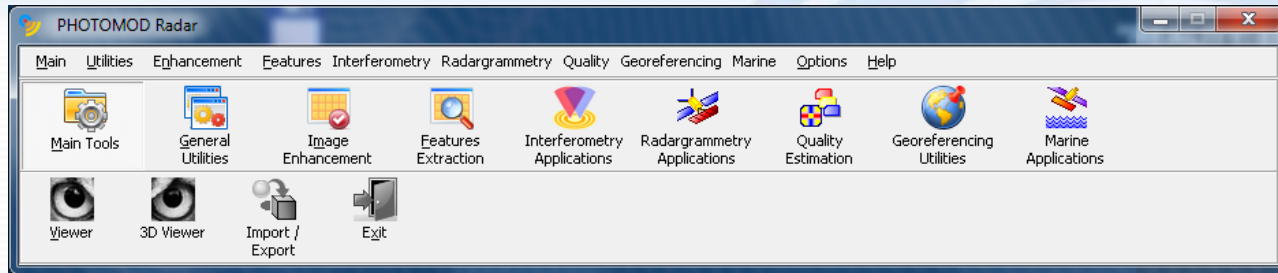 PHOTOMOD Radar
Main Utilities Enhancement Features Interferometry Radargrammetry Quality Georeferencing Marine Options Help
Main Tools
General
Utilities
Image
Enhancement
Features
Extraction
Interferometry
Applications
Radargrammetry
Applications
Quality
Estimation
Georeferencing
Utilities
Marine
Applications
Viewer
3D Viewer
Import /
Export
Exit